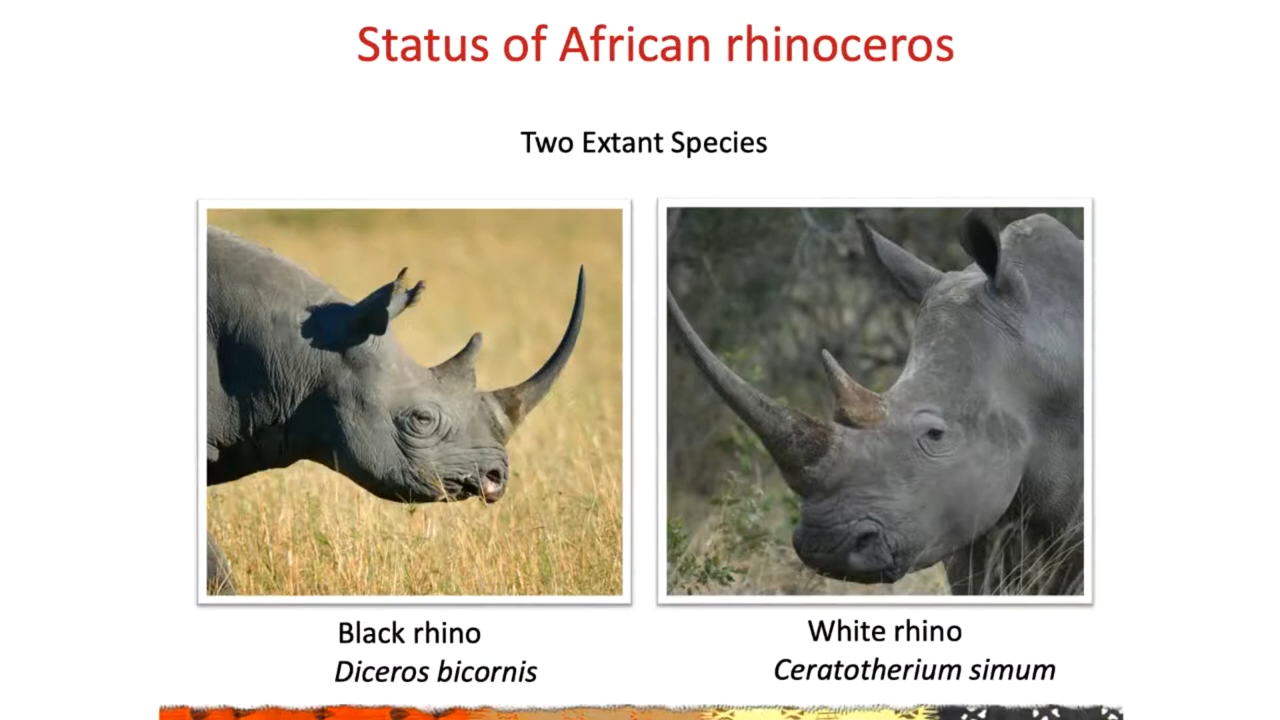 Status of African rhinoceros
Two Extant Species
Black rhino
Diceros bicornis
White rhino
Ceratotherium simum